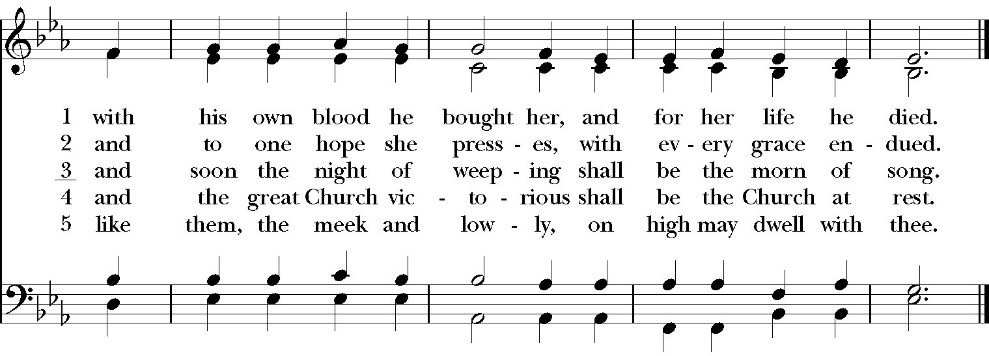 1 with his own blood he bought her, and for her life he died.
2 and to one hope she press - es, with ev - ery grace en - dued.
3 and soon the night of weep - ing shall be the morn of song.
4 and the great Church vic - to - rious shall be the Church at rest.
5 like them, the meek and low - ly, on high may dwell with thee.